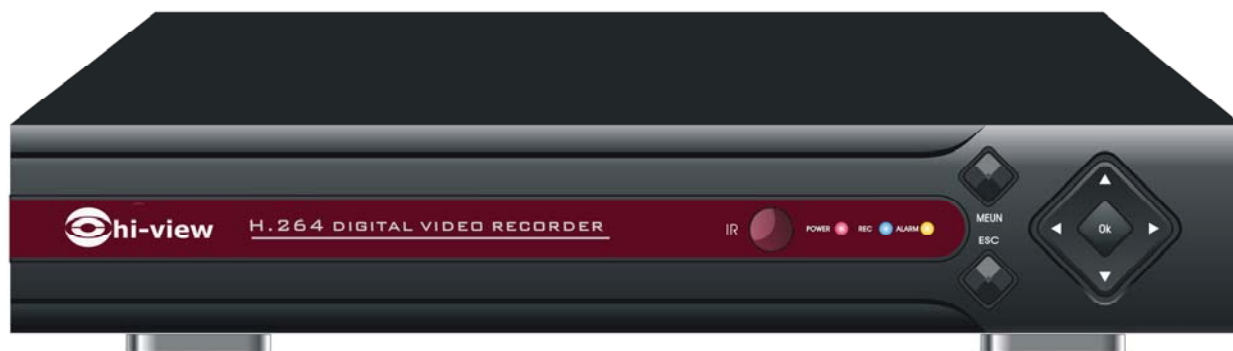 hi-view
H.264 DIGITAL VIDEO RECORDER
IR
POWER
REC
ALARM
MEUN
ESC
Ok